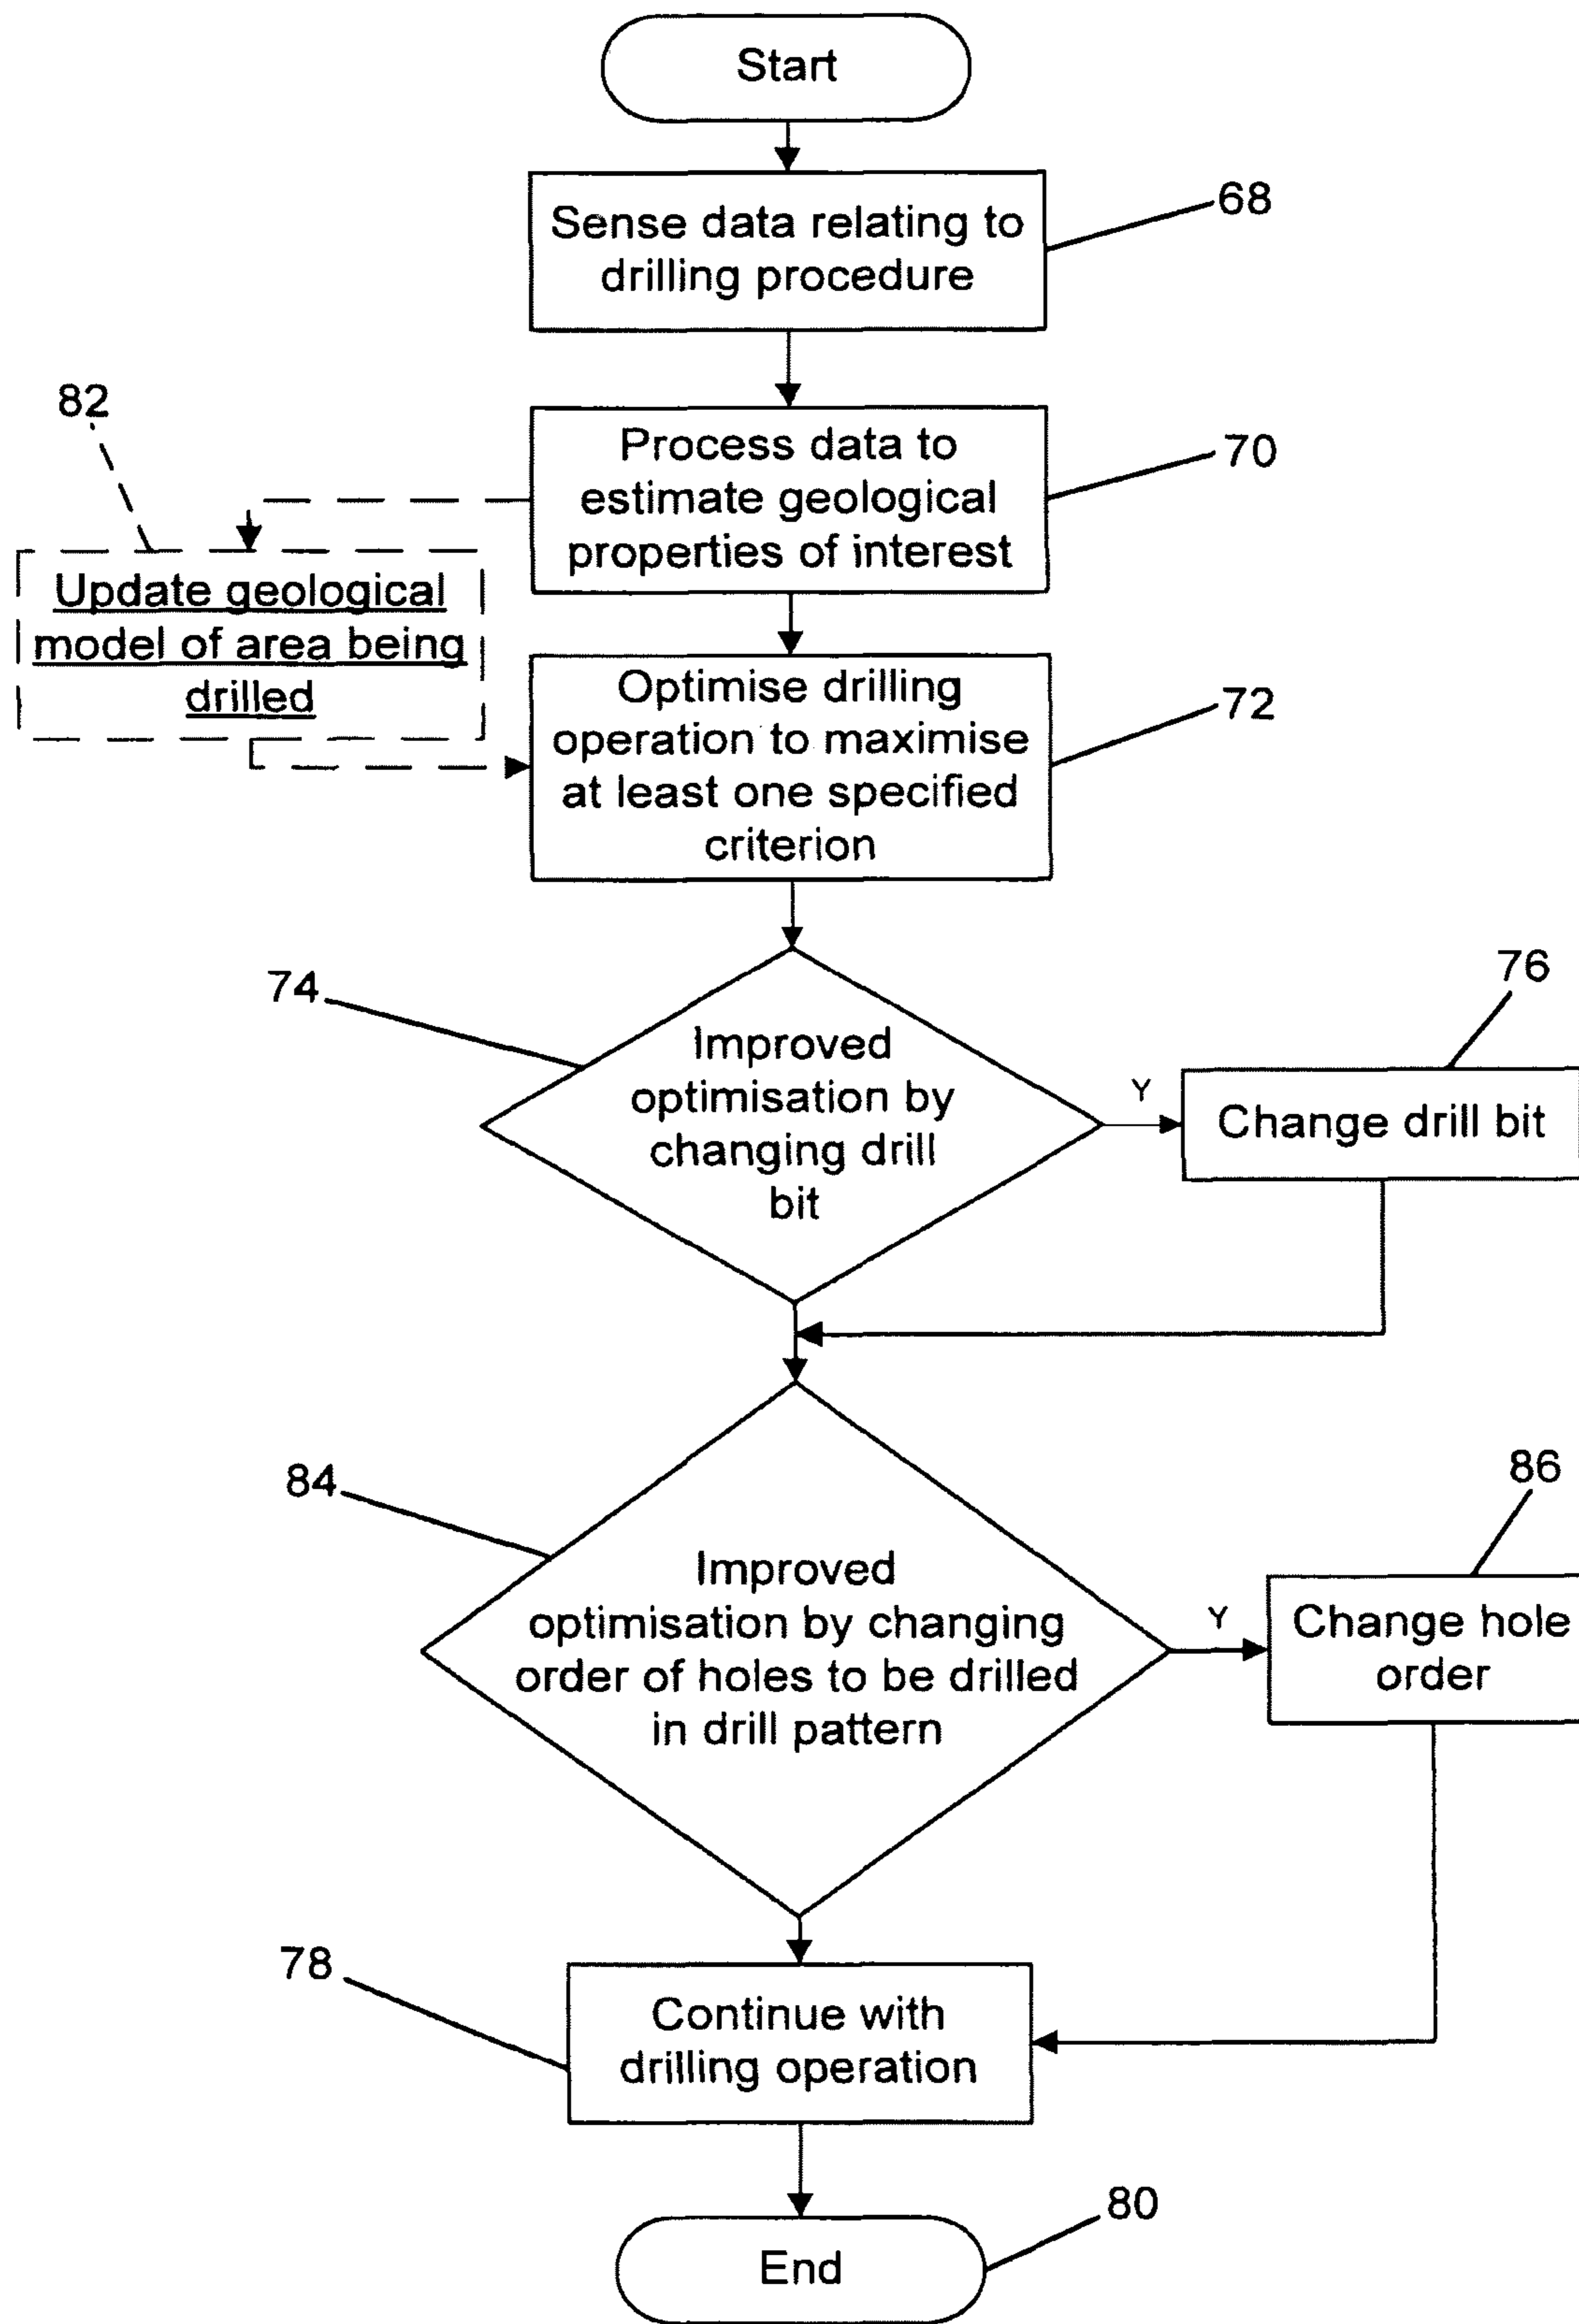 Start
Sense data relating to
drilling procedure
68
82
Process data to
estimate geological
properties of interest
70
Update geological
model of area being
drilled
Optimise drilling
operation to maximise
at least one specified
criterion
72
74
Improved
optimisation by
changing drill
bit
Y
76
Change drill bit
84
Improved
optimisation by changing
order of holes to be drilled
in drill pattern
Y
86
Change hole
order
78
Continue with
drilling operation
80
End